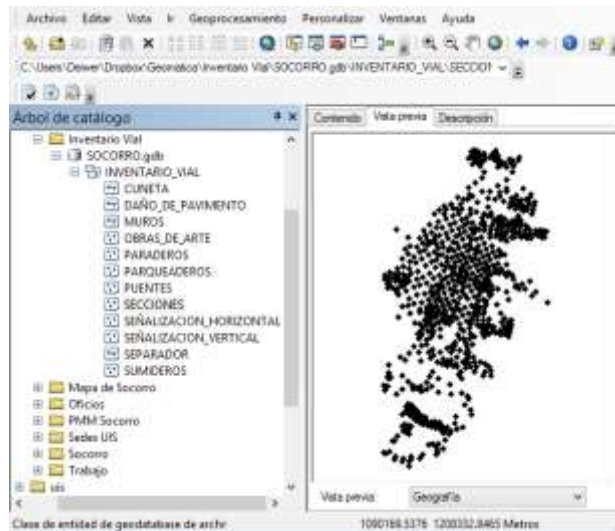 Archivo Editar Vista Ir Geoprocesamiento Personalizar Ventanas Ayuda
C:\Users\Deiwer\Dropbox\Geomatica\Inventario Vial\SOCORRO.gdb\INVENTARIO_VIAL\SECCIO
Árbol de catálogo
Contenido Vista previa Descripción
Inventario Vial
SOCORRO.gdb
INVENTARIO_VIAL
CUNETA
DAÑO_DE_PAVIMENTO
MUROS
OBRAS_DE_ARTE
PARADEROS
PARQUEADEROS
PUENTES
SECCIONES
SEÑALIZACION_HORIZONTAL
SEÑALIZACION_VERTICAL
SEPARADOR
SUMIDEROS
Mapa de Socorro
Oficios
PMM Socorro
Sedes UIS
Socorro
Trabajo
uis
Vista previa Geografía
Clase de entidad de geodatabase de archi 1090169.5376 1200332.8465 Metros